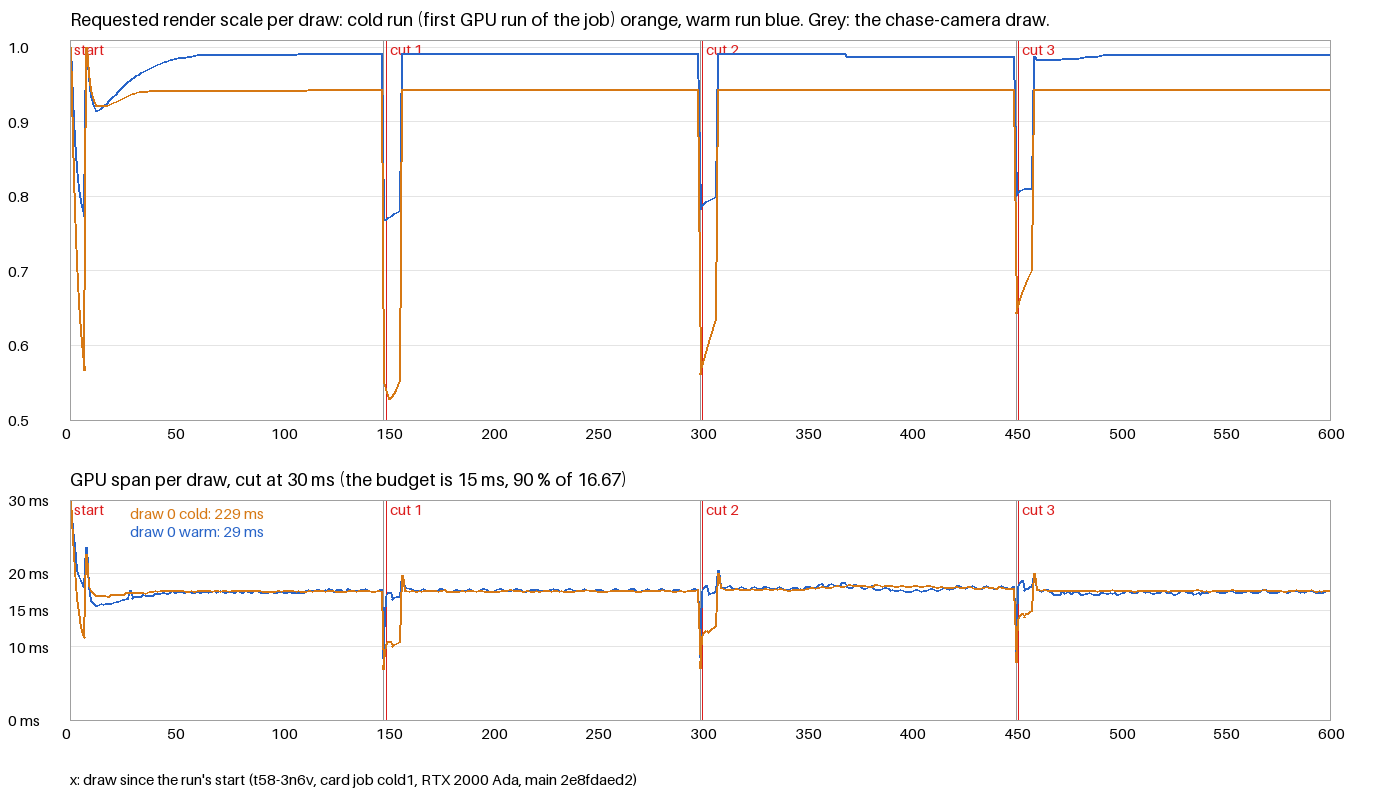 Requested render scale per draw: cold run (first GPU run of the job) orange, warm run blue. Grey: the chase-camera draw.
1.0
start
cut 1
cut 2
cut 3
0.9
0.8
0.7
0.6
0.5
0 50 100 150 200 250 300 350 400 450 500 550 600
GPU span per draw, cut at 30 ms (the budget is 15 ms, 90 % of 16.67)
30 ms
start
draw 0 cold: 229 ms
draw 0 warm: 29 ms
cut 1
cut 2
cut 3
20 ms
15 ms
10 ms
0 ms
0 50 100 150 200 250 300 350 400 450 500 550 600
x: draw since the run's start (t58-3n6v, card job cold1, RTX 2000 Ada, main 2e8fdaed2)